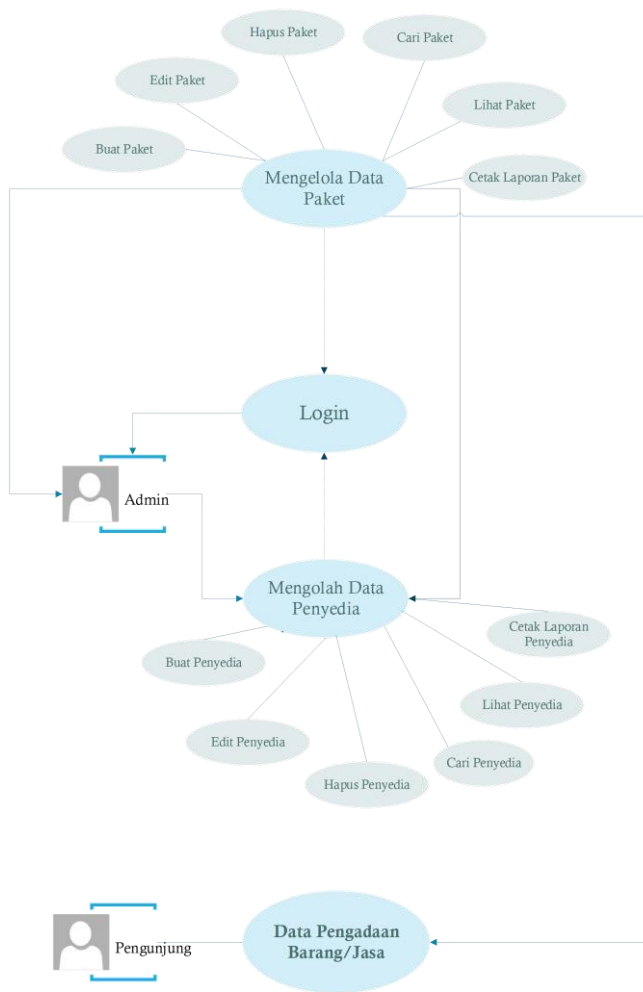 Hapus Paket
Cari Paket
Edit Paket
Lihat Paket
Buat Paket
Mengelola Data
Paket
Cetak Laporan Paket
Login
Admin
Mengolah Data
Penyedia
Cetak Laporan
Penyedia
Buat Penyedia
Lihat Penyedia
Edit Penyedia
Cari Penyedia
Hapus Penyedia
Data Pengadaan
Barang/Jasa
Pengunjung